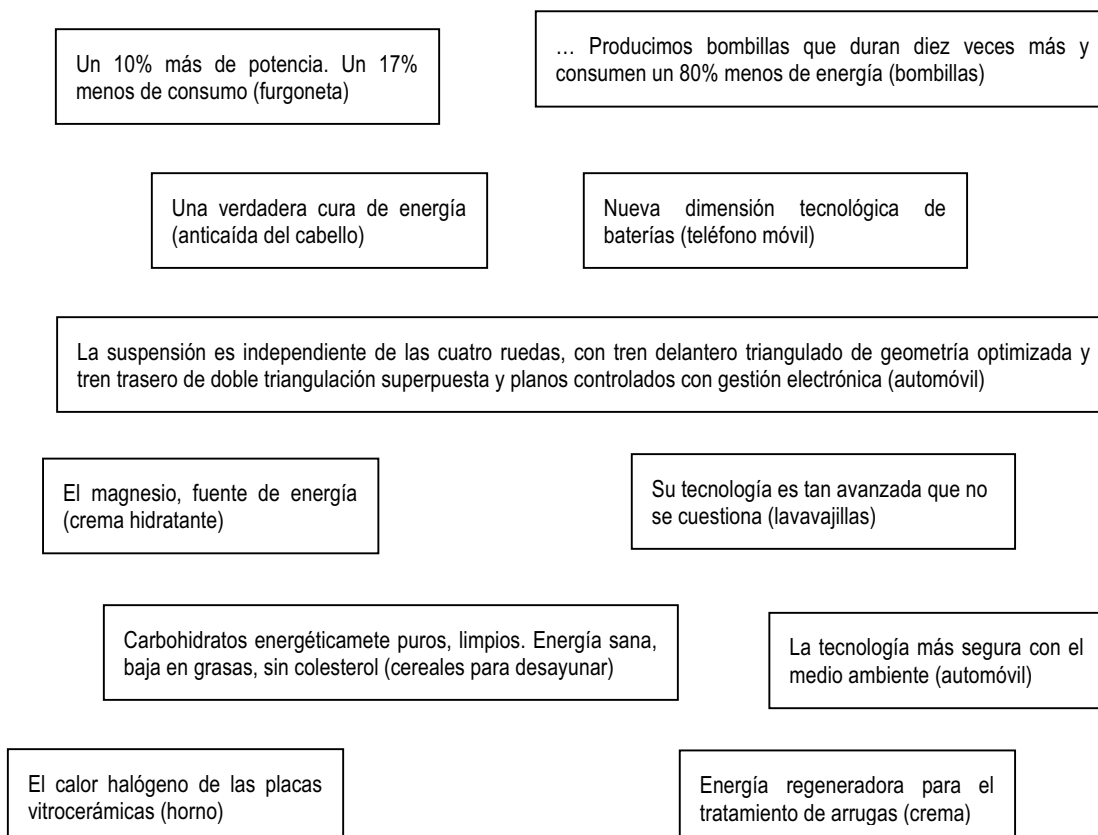 Un 10% más de potencia. Un 17%
menos de consumo (furgoneta)
… Producimos bombillas que duran diez veces más y
consumen un 80% menos de energía (bombillas)
Una verdadera cura de energía
(anticaída del cabello)
Nueva dimensión tecnológica de
baterías (teléfono móvil)
La suspensión es independiente de las cuatro ruedas, con tren delantero triangulado de geometría optimizada y
tren trasero de doble triangulación superpuesta y planos controlados con gestión electrónica (automóvil)
El magnesio, fuente de energía
(crema hidratante)
Su tecnología es tan avanzada que no
se cuestiona (lavavajillas)
Carbohidratos energéticamete puros, limpios. Energía sana,
baja en grasas, sin colesterol (cereales para desayunar)
La tecnología más segura con el
medio ambiente (automóvil)
El calor halógeno de las placas
vitrocerámicas (horno)
Energía regeneradora para el
tratamiento de arrugas (crema)